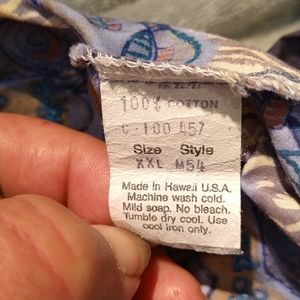 100% COTTON
C-100 457
Size Style
XXL M54
Made in Hawaii U.S.A.
Machine wash cold.
Mild soap. No bleach.
Tumble dry cool. Use
cool iron only.